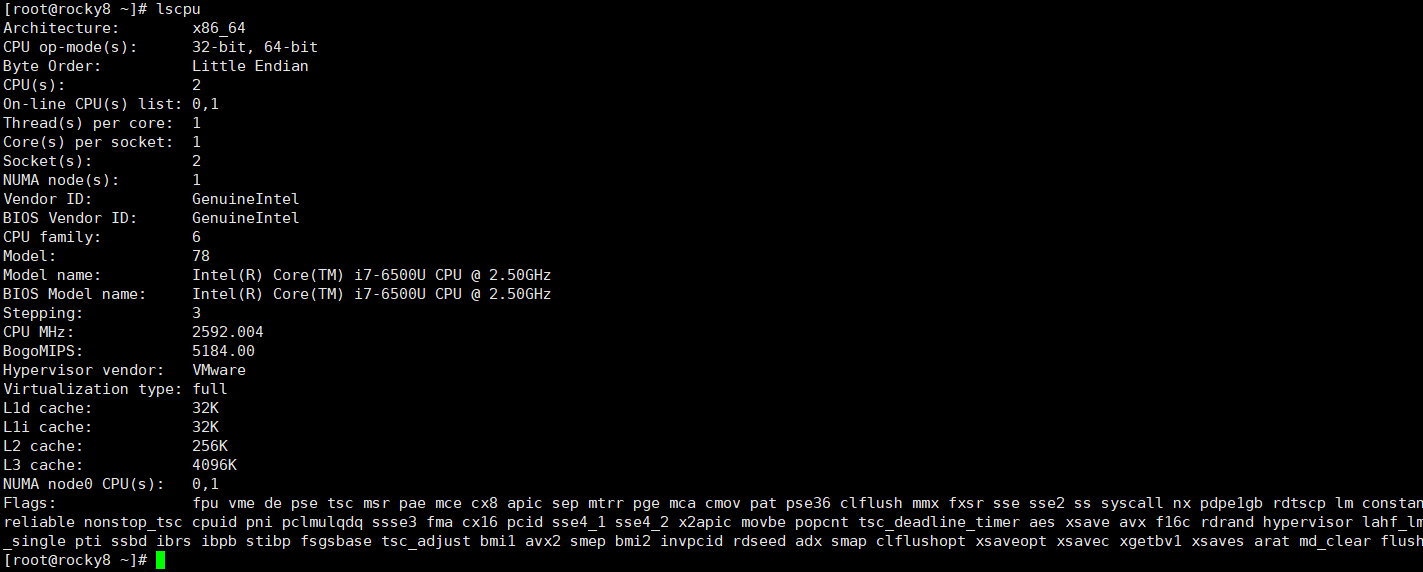 [root@rocky8 ~]# lscpu
Architecture:        x86_64
CPU op-mode(s):      32-bit, 64-bit
Byte Order:          Little Endian
CPU(s):              2
On-line CPU(s) list: 0,1
Thread(s) per core:  1
Core(s) per socket:  1
Socket(s):           2
NUMA node(s):        1
Vendor ID:           GenuineIntel
BIOS Vendor ID:      GenuineIntel
CPU family:          6
Model:               78
Model name:          Intel(R) Core(TM) i7-6500U CPU @ 2.50GHz
BIOS Model name:     Intel(R) Core(TM) i7-6500U CPU @ 2.50GHz
Stepping:            3
CPU MHz:             2592.004
BogoMIPS:            5184.00
Hypervisor vendor:   VMware
Virtualization type: full
L1d cache:           32K
L1i cache:           32K
L2 cache:            256K
L3 cache:            4096K
NUMA node0 CPU(s):   0,1
Flags:               fpu vme de pse tsc msr pae mce cx8 apic sep mtrr pge mca cmov pat pse36 clflush mmx fxsr sse sse2 ss syscall nx pdpe1gb rdtscp lm constan
reliable nonstop_tsc cpuid pni pclmulqdq ssse3 fma cx16 pcid sse4_1 sse4_2 x2apic movbe popcnt tsc_deadline_timer aes xsave avx f16c rdrand hypervisor lahf_lm
_single pti ssbd ibrs ibpb stibp fsgsbase tsc_adjust bmi1 avx2 smep bmi2 invpcid rdseed adx smap clflushopt xsaveopt xsavec xgetbv1 xsaves arat md_clear flush
[root@rocky8 ~]#